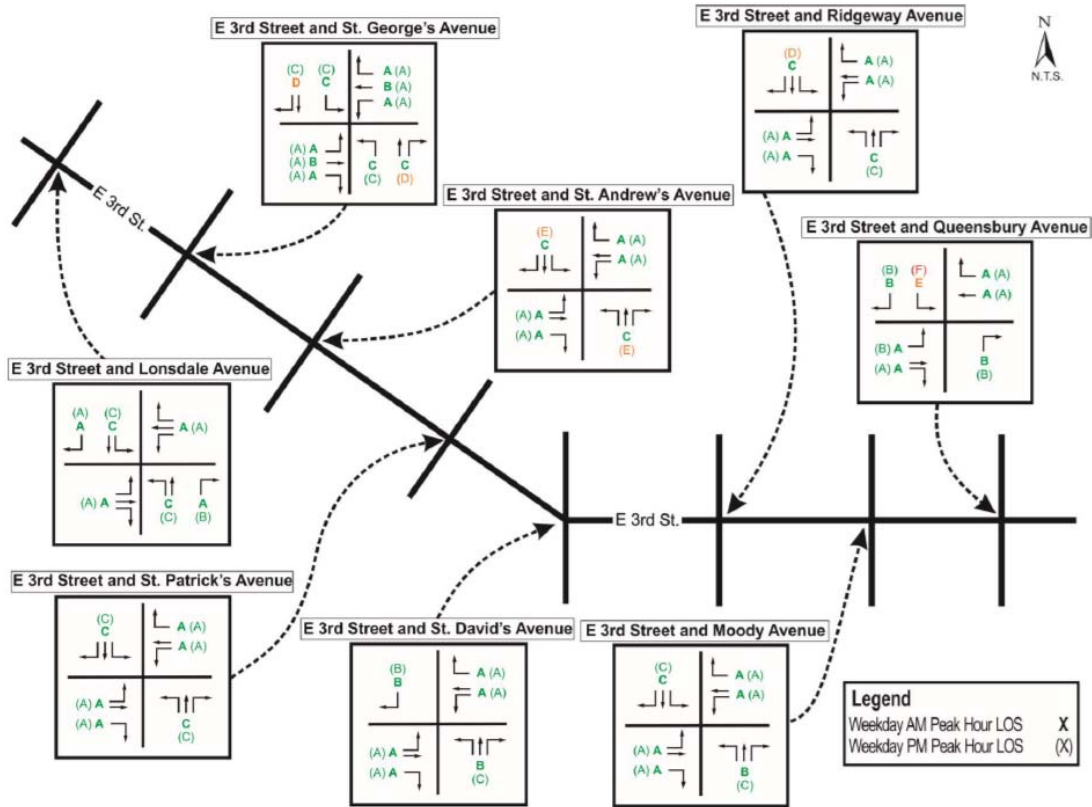 E 3rd Street and St. George's Avenue
(C) (C)
D C
A (A)
B (A)
A (A)
(A) A
(A) B
(A) A
C C
(C) (D)
E 3rd Street and Ridgeway Avenue
(D)
C
A (A)
A (A)
(A) A
(A) A
C
(C)
N
N.T.S.
E 3rd St.
E 3rd Street and St. Andrew's Avenue
(E)
C
A (A)
A (A)
(A) A
(A) A
C
(E)
E 3rd Street and Queensbury Avenue
(B) (F)
B E
A (A)
A (A)
(B) A
(A) A
B
(B)
E 3rd Street and Lonsdale Avenue
(A) (C)
A C
A (A)
(A) A
C A
(C) (B)
E 3rd St.
E 3rd Street and St. Patrick's Avenue
(C)
C
A (A)
A (A)
(A) A
(A) A
C
(C)
E 3rd Street and St. David's Avenue
(B)
B
A (A)
A (A)
(A) A
(A) A
B
(C)
E 3rd Street and Moody Avenue
(C)
C
A (A)
A (A)
(A) A
(A) A
B
(C)
Legend
Weekday AM Peak Hour LOS X
Weekday PM Peak Hour LOS (X)